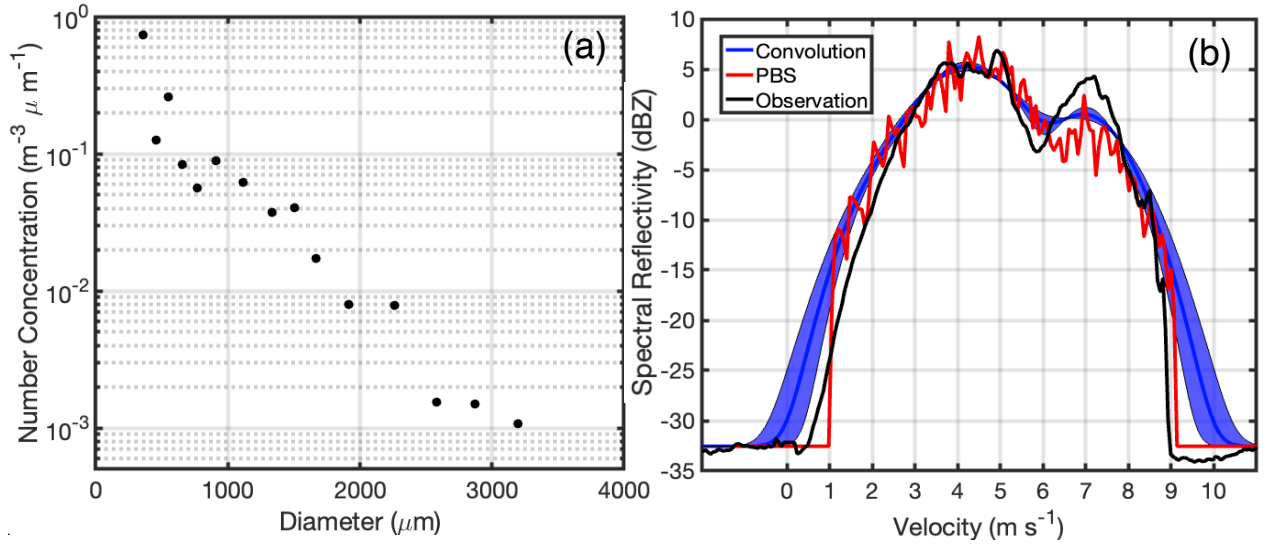 (a)
10⁰
10⁻¹
10⁻²
10⁻³
Number Concentration (m⁻³ μ m⁻¹)
0 1000 2000 3000 4000
Diameter (μm)
(b)
Convolution
PBS
Observation
10
5
0
-5
-10
-15
-20
-25
-30
-35
Spectral Reflectivity (dBZ)
0 1 2 3 4 5 6 7 8 9 10
Velocity (m s⁻¹)